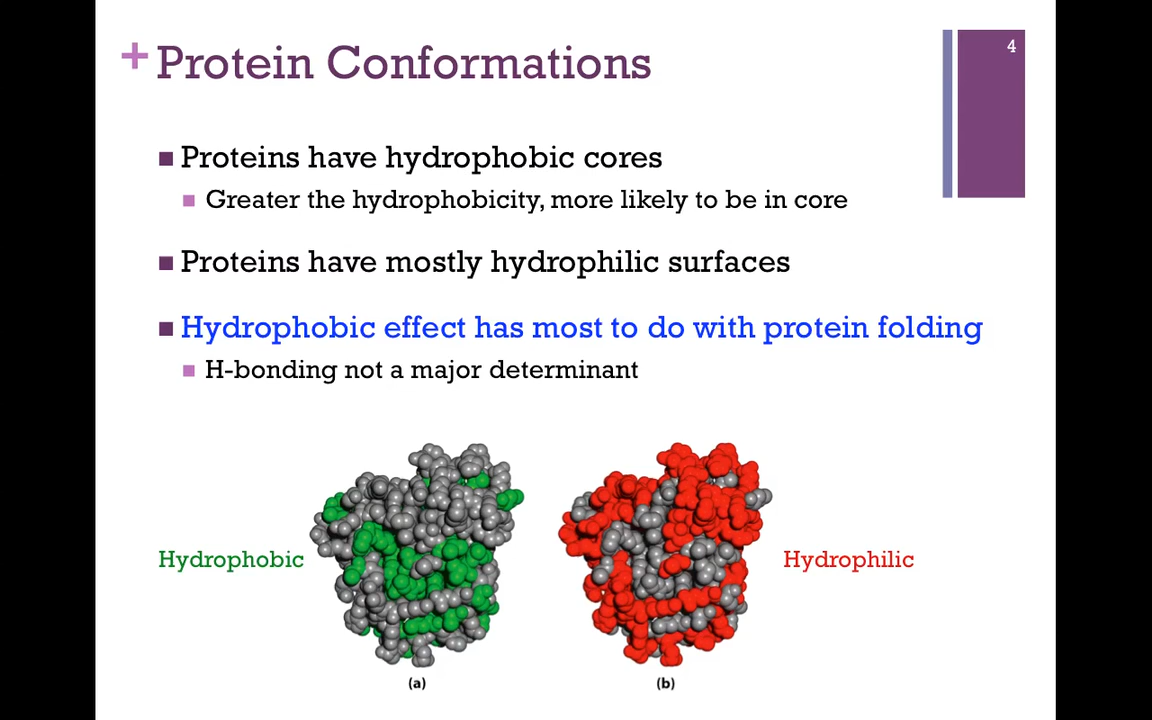 4
+ Protein Conformations
Proteins have hydrophobic cores
Greater the hydrophobicity, more likely to be in core
Proteins have mostly hydrophilic surfaces
Hydrophobic effect has most to do with protein folding
H-bonding not a major determinant
Hydrophobic
Hydrophilic
(a)
(b)